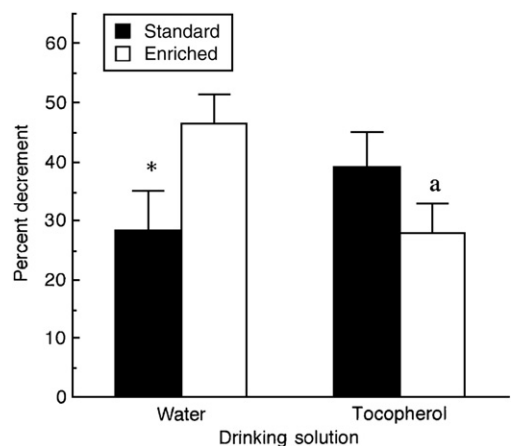 Standard
Enriched
60
50
40
30
20
10
0
Percent decrement
*
a
Water
Tocopherol
Drinking solution